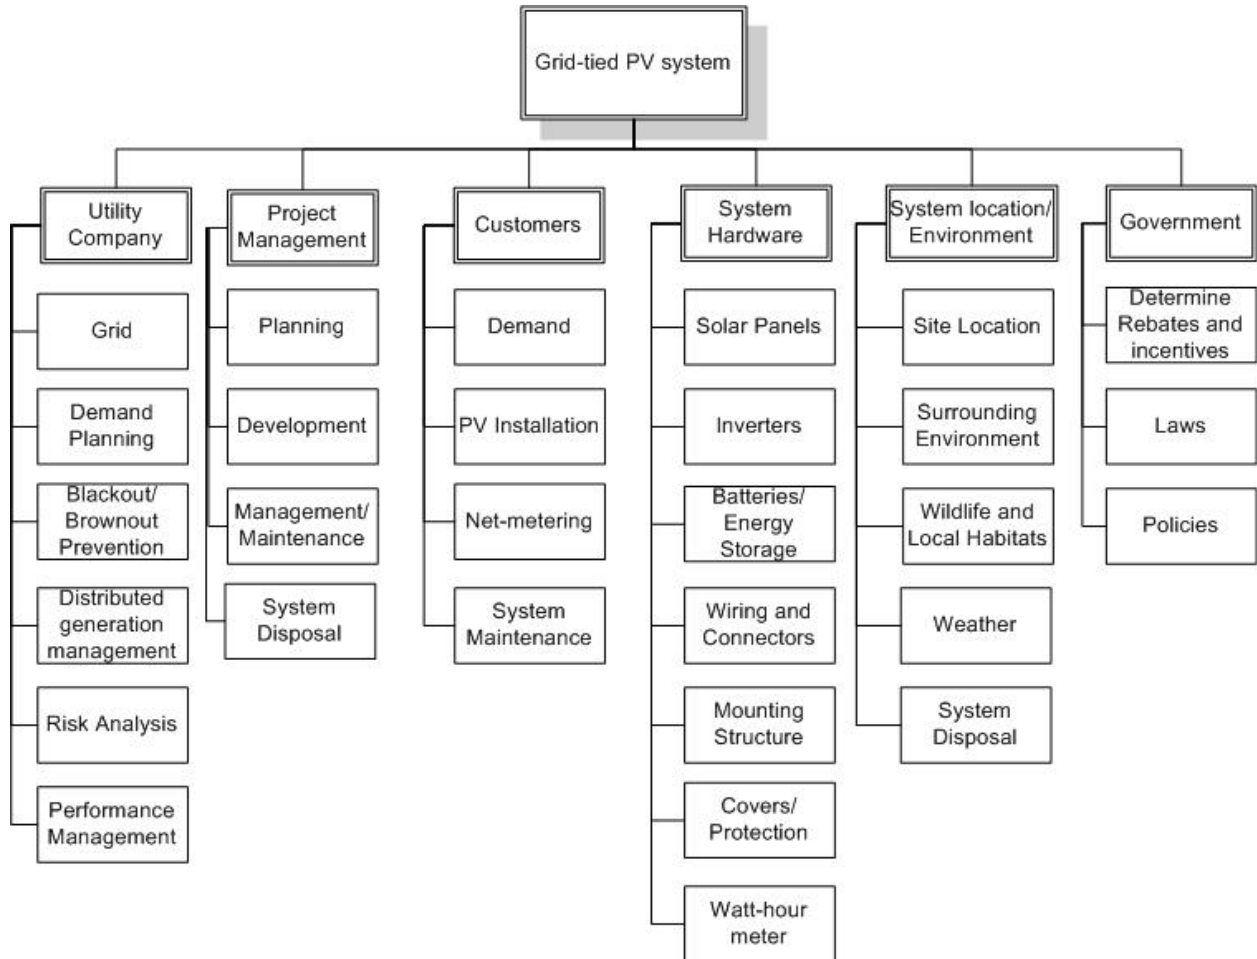 Grid-tied PV system
Utility
Company
Project
Management
Customers
System
Hardware
System location/
Environment
Government
Grid
Demand
Planning
Blackout/
Brownout
Prevention
Distributed
generation
management
Risk Analysis
Performance
Management
Planning
Development
Management/
Maintenance
System
Disposal
Demand
PV Installation
Net-metering
System
Maintenance
Solar Panels
Inverters
Batteries/
Energy
Storage
Wiring and
Connectors
Mounting
Structure
Covers/
Protection
Watt-hour
meter
Site Location
Surrounding
Environment
Wildlife and
Local Habitats
Weather
System
Disposal
Determine
Rebates and
incentives
Laws
Policies